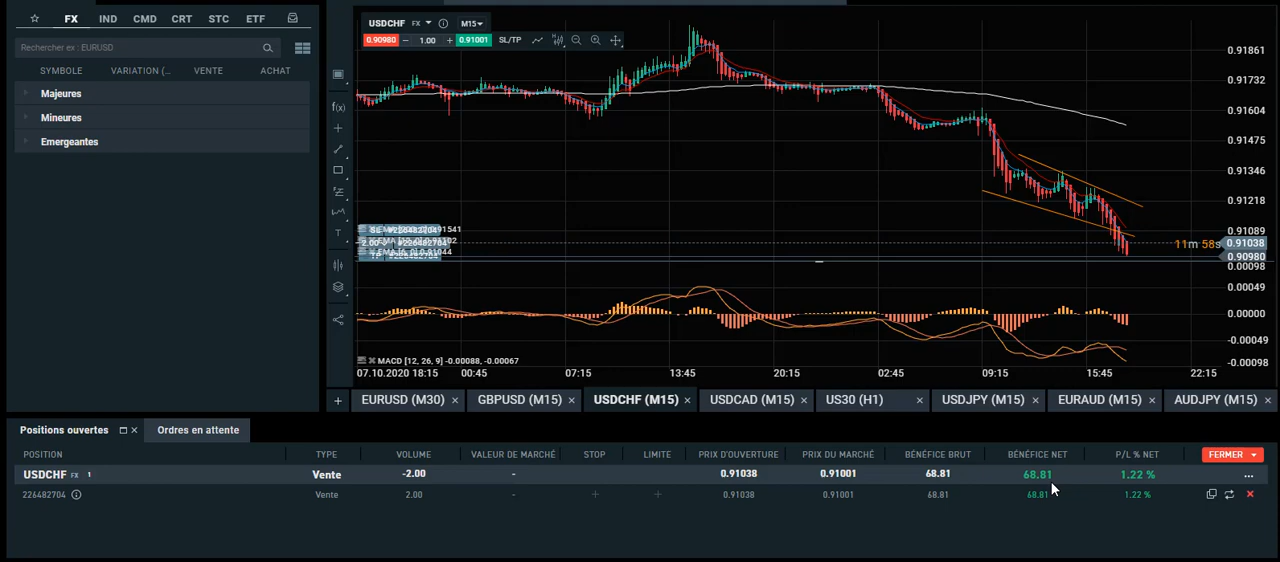 FX IND CMD CRT STC ETF
Rechercher ex : EURUSD
SYMBOLE VARIATION (... VENTE ACHAT
Majeures
Mineures
Emergeantes
USDCHF FX M15
0.90980 − 1.00 + 0.91001 SL/TP
f(x)
T
0.91861
0.91732
0.91604
0.91475
0.91346
0.91218
0.91089
11m 58s 0.91038
0.90980
0.00098
0.00049
0.00000
-0.00049
-0.00098
2.00 #226482704
MACD [12, 26, 9] -0.00088, -0.00067
07.10.2020 18:15 00:45 07:15 13:45 20:15 02:45 09:15 15:45 22:15
+ EURUSD (M30) × GBPUSD (M15) × USDCHF (M15) × USDCAD (M15) × US30 (H1) × USDJPY (M15) × EURAUD (M15) × AUDJPY (M15) ×
Positions ouvertes × Ordres en attente
POSITION TYPE VOLUME VALEUR DE MARCHÉ STOP LIMITE PRIX D'OUVERTURE PRIX DU MARCHÉ BÉNÉFICE BRUT BÉNÉFICE NET P/L % NET FERMER
USDCHF FX 1 Vente -2.00 - 0.91038 0.91001 68.81 68.81 1.22 % ...
226482704 Vente 2.00 - + + 0.91038 0.91001 68.81 68.81 1.22 % ×